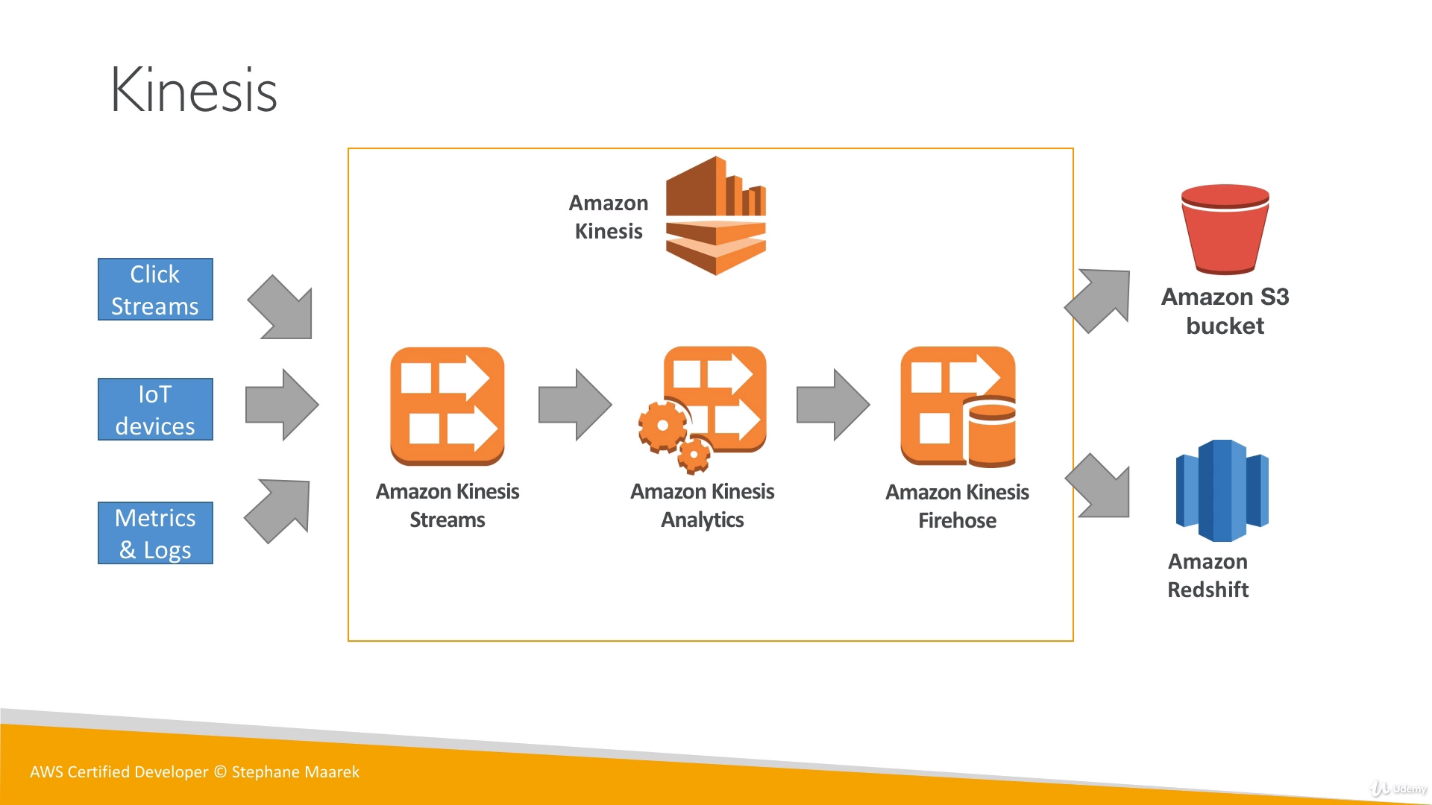 Kinesis
Amazon
Kinesis
Click
Streams
IoT
devices
Metrics
& Logs
Amazon Kinesis
Streams
Amazon Kinesis
Analytics
Amazon Kinesis
Firehose
Amazon S3
bucket
Amazon
Redshift
AWS Certified Developer © Stephane Maarek
Udemy